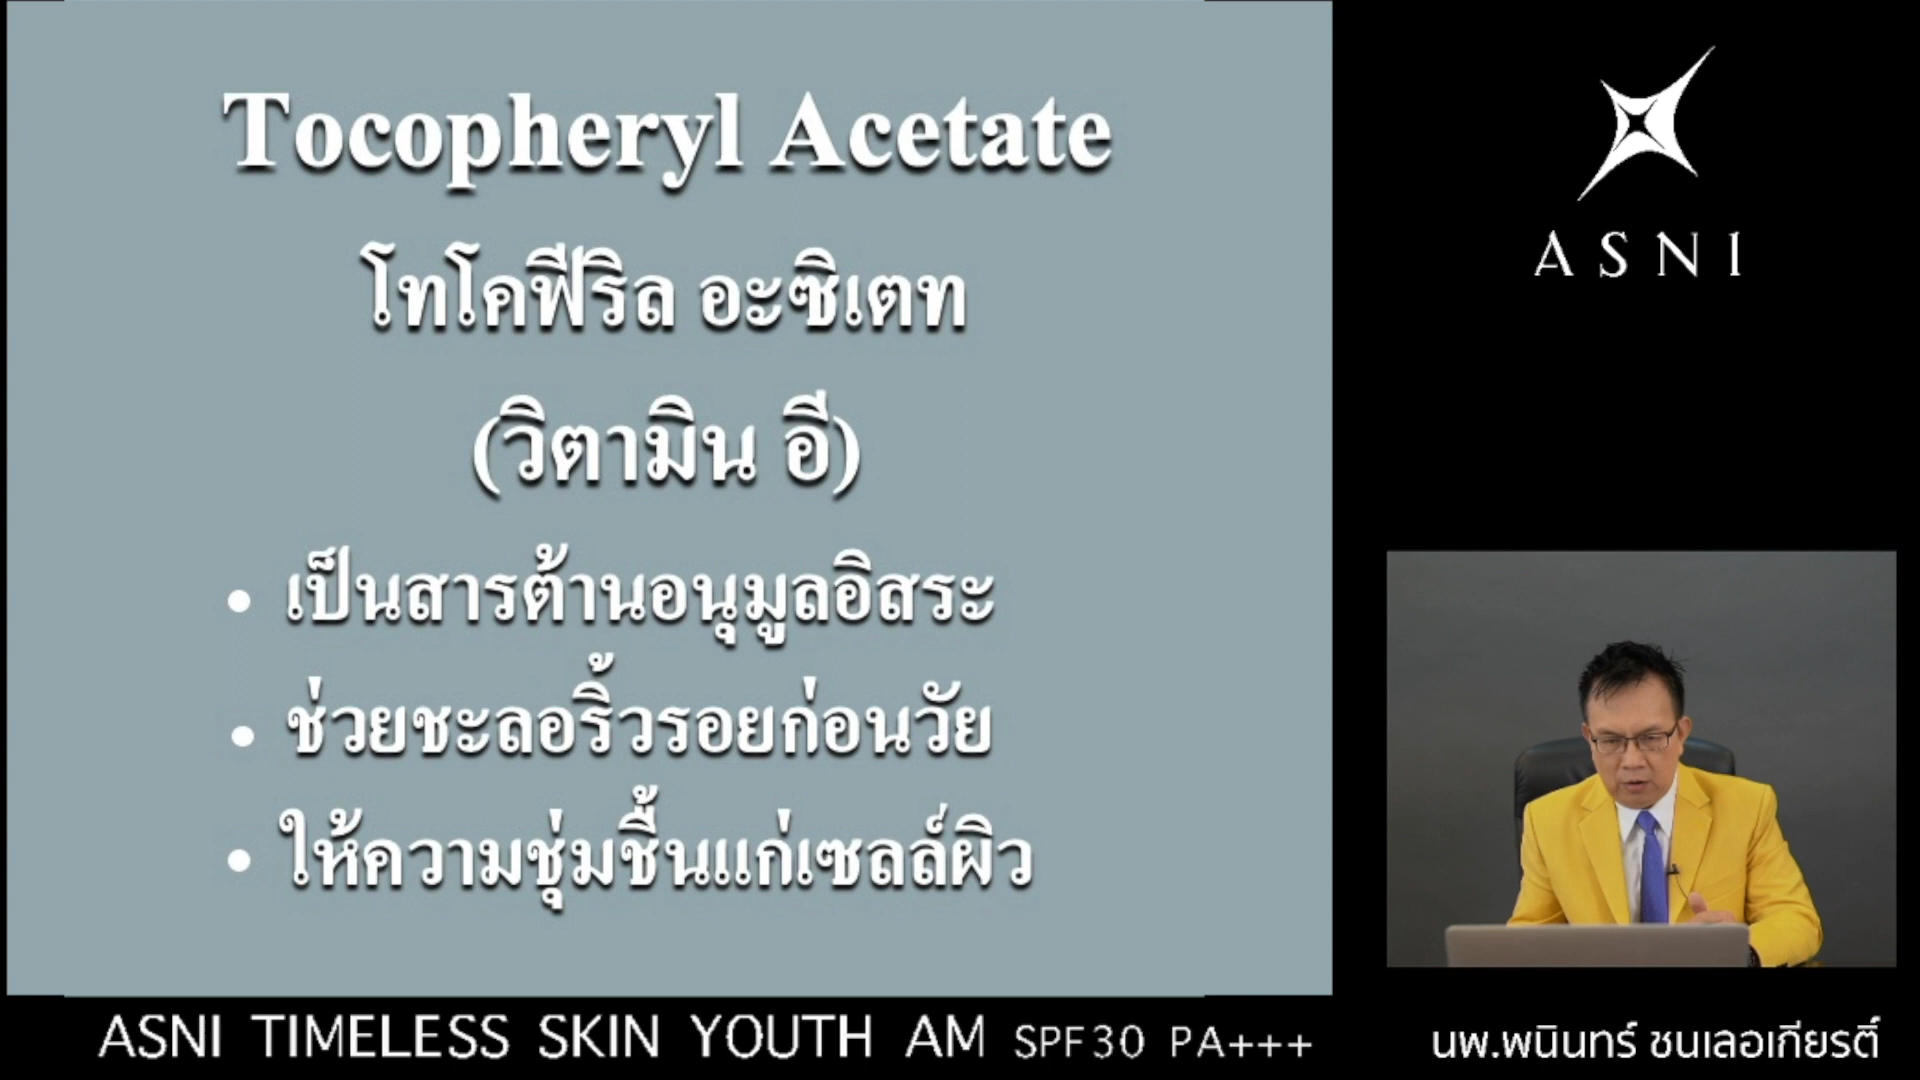 Tocopheryl Acetate
โทโคฟีริล อะซิเตท
(วิตามิน อี)
• เป็นสารต้านอนุมูลอิสระ
• ช่วยชะลอริ้วรอยก่อนวัย
• ให้ความชุ่มชื้นแก่เซลล์ผิว
ASNI
ASNI TIMELESS SKIN YOUTH AM SPF30 PA+++
นพ.พนินทร์ ชนเลอเกียรติ์